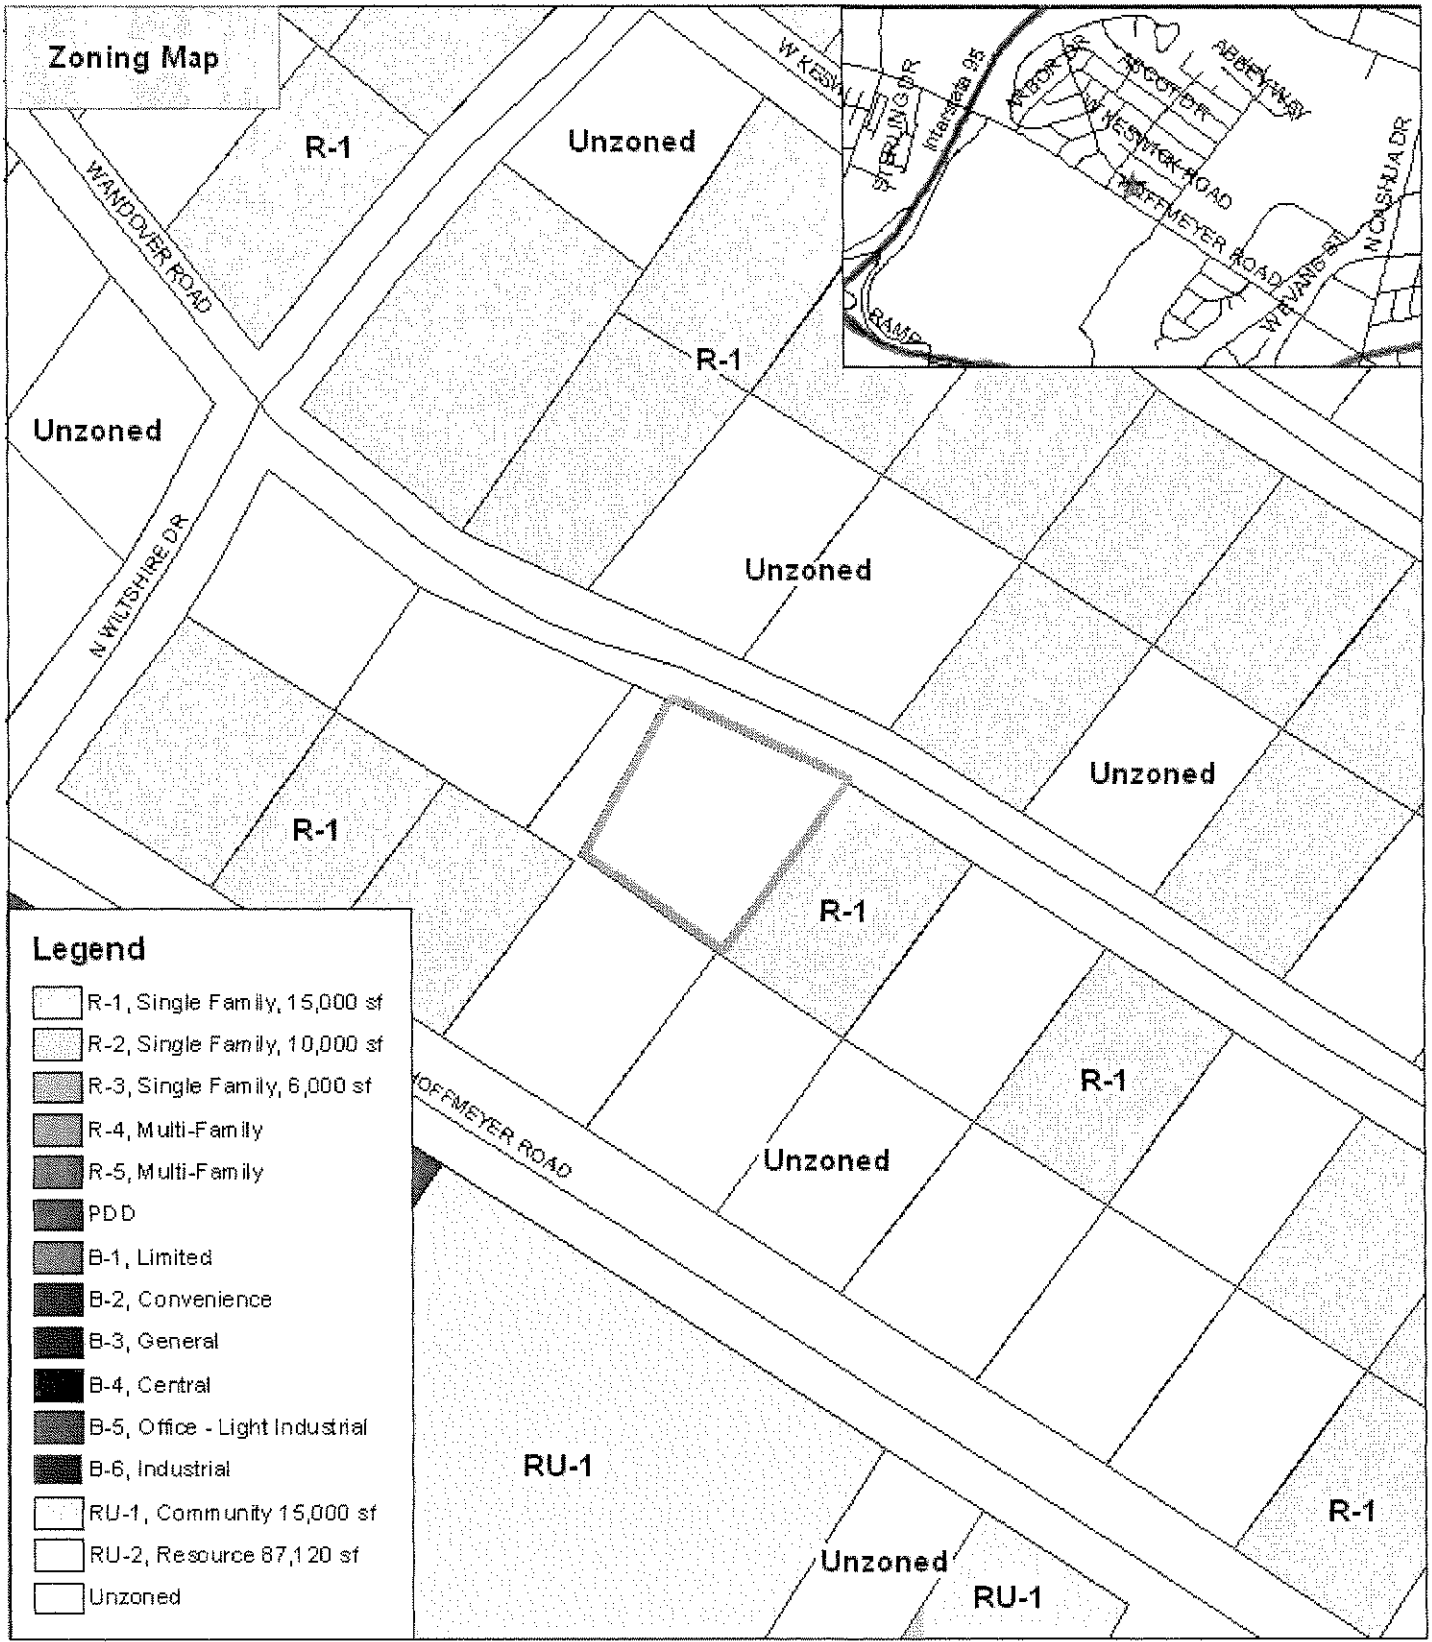 Zoning Map
W KESW
ARBOR DR
ASCOT DR
ABBEY WAY
STERLING DR
Interstate 95
N KESWICK ROAD
HOFFMEYER ROAD
W EVANS ST
N CASHUA DR
RAMP
R-1
Unzoned
WANDOVER ROAD
R-1
Unzoned
N WILTSHIRE DR
Unzoned
Unzoned
R-1
R-1
R-1
Unzoned
HOFFMEYER ROAD
RU-1
R-1
Unzoned
RU-1
Legend
R-1, Single Family, 15,000 sf
R-2, Single Family, 10,000 sf
R-3, Single Family, 6,000 sf
R-4, Multi-Family
R-5, Multi-Family
PDD
B-1, Limited
B-2, Convenience
B-3, General
B-4, Central
B-5, Office - Light Industrial
B-6, Industrial
RU-1, Community 15,000 sf
RU-2, Resource 87,120 sf
Unzoned